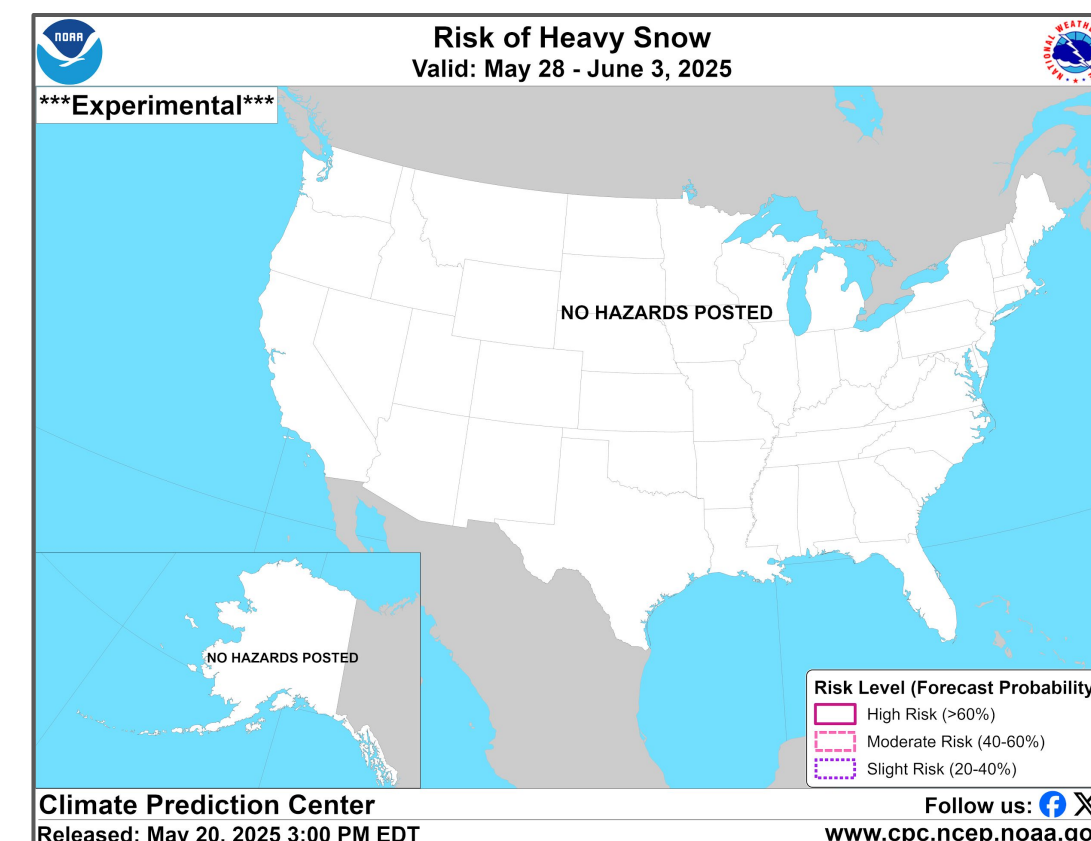 NOAA
Risk of Heavy Snow
Valid: May 28 - June 3, 2025
***Experimental***
NO HAZARDS POSTED
NO HAZARDS POSTED
Risk Level (Forecast Probability
High Risk (>60%)
Moderate Risk (40-60%)
Slight Risk (20-40%)
Climate Prediction Center
Follow us:
Released: May 20, 2025 3:00 PM EDT
www.cpc.ncep.noaa.go